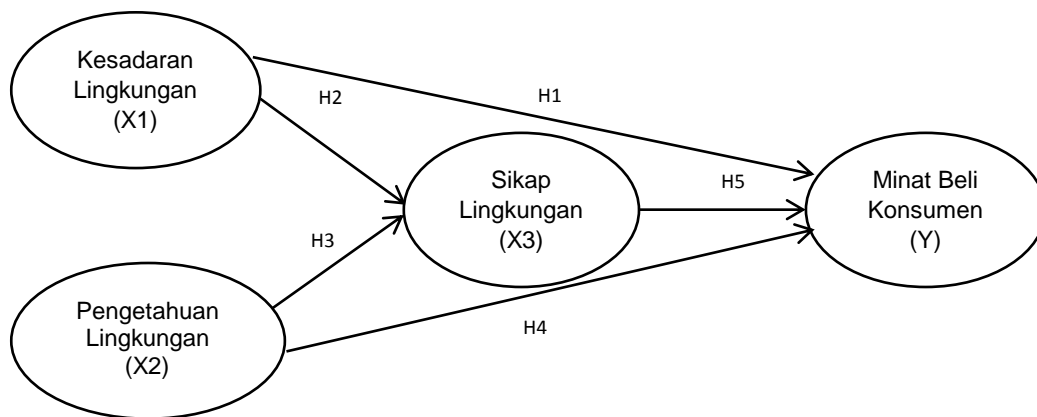 Kesadaran
Lingkungan
(X1)
H2
H1
Sikap
Lingkungan
(X3)
H5
Minat Beli
Konsumen
(Y)
H3
Pengetahuan
Lingkungan
(X2)
H4